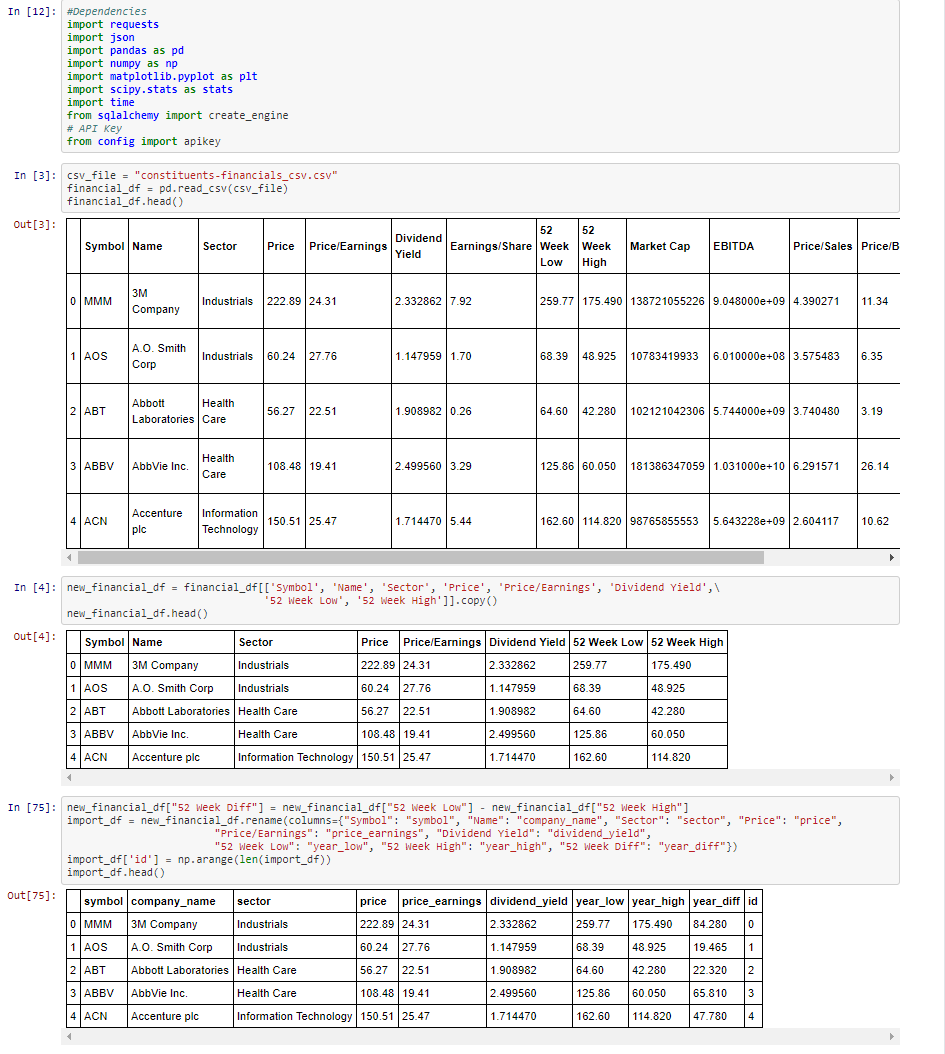 In [12]: #Dependencies
import requests
import json
import pandas as pd
import numpy as np
import matplotlib.pyplot as plt
import scipy.stats as stats
import time
from sqlalchemy import create_engine
# API Key
from config import apikey
In [3]: csv_file = "constituents-financials_csv.csv"
financial_df = pd.read_csv(csv_file)
financial_df.head()
Out[3]:
Symbol Name Sector Price Price/Earnings Dividend Yield Earnings/Share 52 Week Low 52 Week High Market Cap EBITDA Price/Sales Price/B
0 MMM 3M Company Industrials 222.89 24.31 2.332862 7.92 259.77 175.490 138721055226 9.048000e+09 4.390271 11.34
1 AOS A.O. Smith Corp Industrials 60.24 27.76 1.147959 1.70 68.39 48.925 10783419933 6.010000e+08 3.575483 6.35
2 ABT Abbott Laboratories Health Care 56.27 22.51 1.908982 0.26 64.60 42.280 102121042306 5.744000e+09 3.740480 3.19
3 ABBV AbbVie Inc. Health Care 108.48 19.41 2.499560 3.29 125.86 60.050 181386347059 1.031000e+10 6.291571 26.14
4 ACN Accenture plc Information Technology 150.51 25.47 1.714470 5.44 162.60 114.820 98765855553 5.643228e+09 2.604117 10.62
In [4]: new_financial_df = financial_df[['Symbol', 'Name', 'Sector', 'Price', 'Price/Earnings', 'Dividend Yield',\
'52 Week Low', '52 Week High']].copy()
new_financial_df.head()
Out[4]:
Symbol Name Sector Price Price/Earnings Dividend Yield 52 Week Low 52 Week High
0 MMM 3M Company Industrials 222.89 24.31 2.332862 259.77 175.490
1 AOS A.O. Smith Corp Industrials 60.24 27.76 1.147959 68.39 48.925
2 ABT Abbott Laboratories Health Care 56.27 22.51 1.908982 64.60 42.280
3 ABBV AbbVie Inc. Health Care 108.48 19.41 2.499560 125.86 60.050
4 ACN Accenture plc Information Technology 150.51 25.47 1.714470 162.60 114.820
In [75]: new_financial_df["52 Week Diff"] = new_financial_df["52 Week Low"] - new_financial_df["52 Week High"]
import_df = new_financial_df.rename(columns={"Symbol": "symbol", "Name": "company_name", "Sector": "sector", "Price": "price",
"Price/Earnings": "price_earnings", "Dividend Yield": "dividend_yield",
"52 Week Low": "year_low", "52 Week High": "year_high", "52 Week Diff": "year_diff"})
import_df['id'] = np.arange(len(import_df))
import_df.head()
Out[75]:
symbol company_name sector price price_earnings dividend_yield year_low year_high year_diff id
0 MMM 3M Company Industrials 222.89 24.31 2.332862 259.77 175.490 84.280 0
1 AOS A.O. Smith Corp Industrials 60.24 27.76 1.147959 68.39 48.925 19.465 1
2 ABT Abbott Laboratories Health Care 56.27 22.51 1.908982 64.60 42.280 22.320 2
3 ABBV AbbVie Inc. Health Care 108.48 19.41 2.499560 125.86 60.050 65.810 3
4 ACN Accenture plc Information Technology 150.51 25.47 1.714470 162.60 114.820 47.780 4